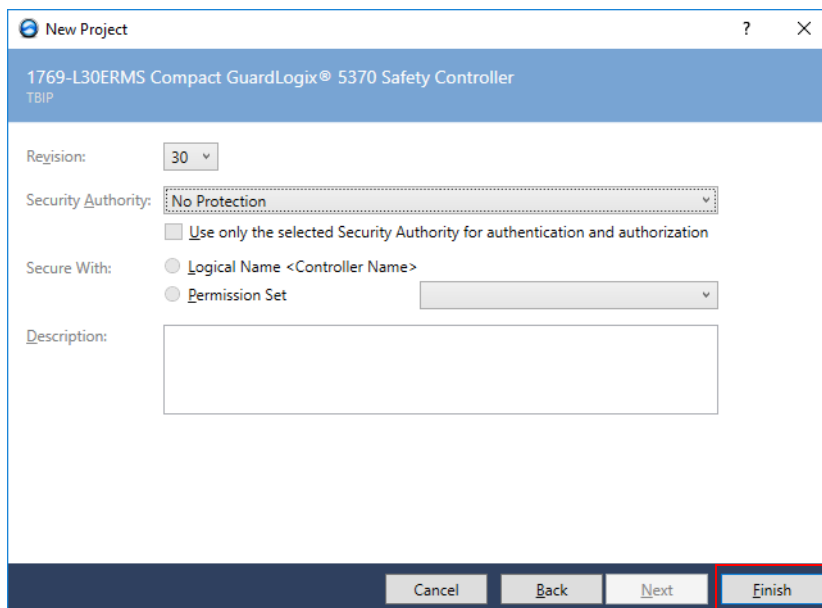 New Project
?
1769-L30ERMS Compact GuardLogix® 5370 Safety Controller
TBIP
Revision: 30
Security Authority: No Protection
Use only the selected Security Authority for authentication and authorization
Secure With: Logical Name <Controller Name>
Permission Set
Description:
Cancel Back Next Finish